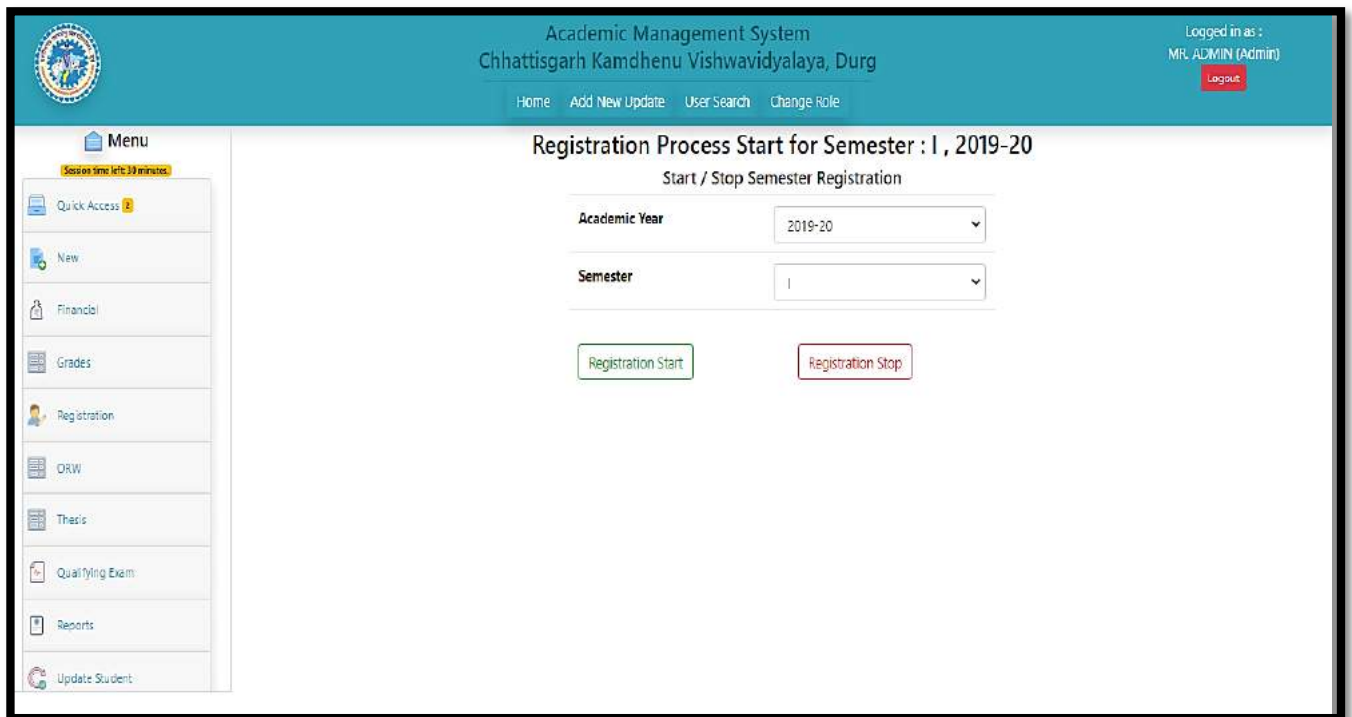 Academic Management System
Chhattisgarh Kamdhenu Vishwavidyalaya, Durg
Home Add New Update User Search Change Role
Logged in as :
MR. ADMIN (Admin)
Logout
Menu
Session time left: 30 minutes.
Quick Access 2
New
Financial
Grades
Registration
ORW
Thesis
Qualifying Exam
Reports
Update Student
Registration Process Start for Semester : I , 2019-20
Start / Stop Semester Registration
Academic Year 2019-20
Semester I
Registration Start Registration Stop